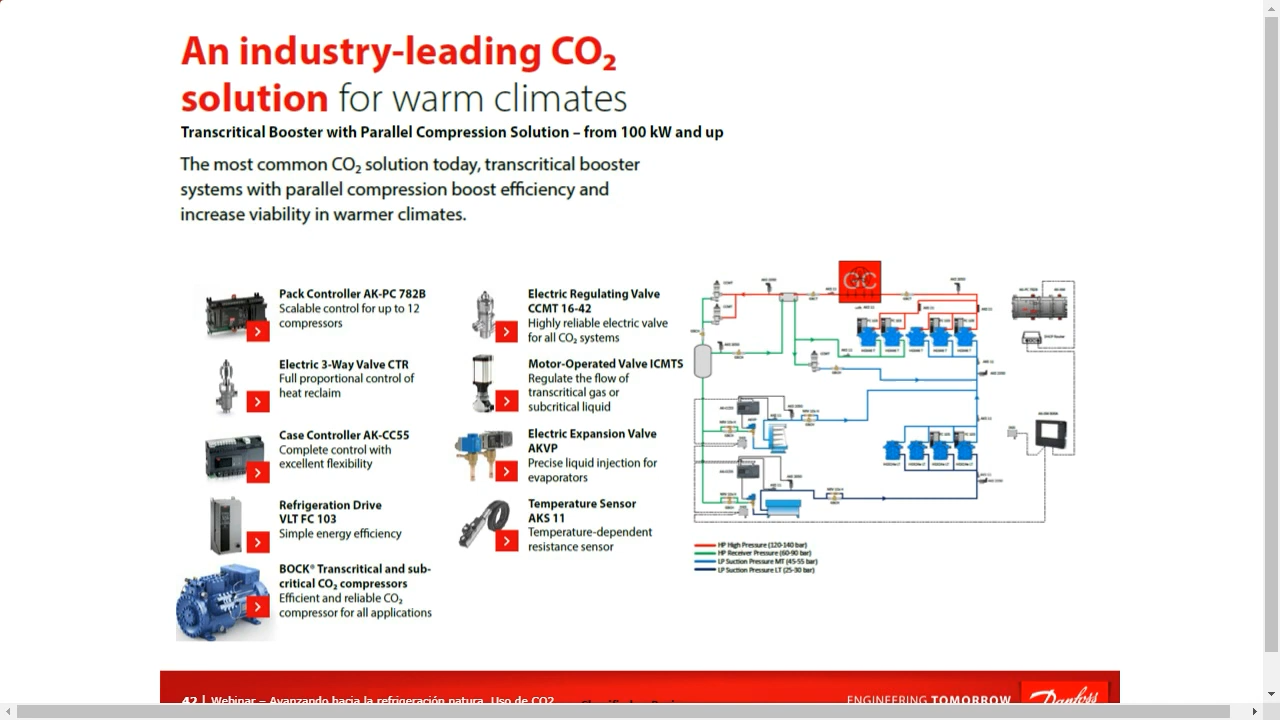 An industry-leading CO₂
solution for warm climates
Transcritical Booster with Parallel Compression Solution – from 100 kW and up
The most common CO₂ solution today, transcritical booster
systems with parallel compression boost efficiency and
increase viability in warmer climates.
Pack Controller AK-PC 782B
Scalable control for up to 12
compressors
Electric 3-Way Valve CTR
Full proportional control of
heat reclaim
Case Controller AK-CC55
Complete control with
excellent flexibility
Refrigeration Drive
VLT FC 103
Simple energy efficiency
BOCK® Transcritical and sub-
critical CO₂ compressors
Efficient and reliable CO₂
compressor for all applications
Electric Regulating Valve
CCMT 16-42
Highly reliable electric valve
for all CO₂ systems
Motor-Operated Valve ICMTS
Regulate the flow of
transcritical gas or
subcritical liquid
Electric Expansion Valve
AKVP
Precise liquid injection for
evaporators
Temperature Sensor
AKS 11
Temperature-dependent
resistance sensor
GC
HP High Pressure (120-140 bar)
HP Receiver Pressure (60-90 bar)
LP Suction Pressure MT (45-55 bar)
LP Suction Pressure LT (25-30 bar)
42 | Webinar – Avanzando hacia la refrigeración natura. Uso de CO2
ENGINEERING TOMORROW
Danfoss